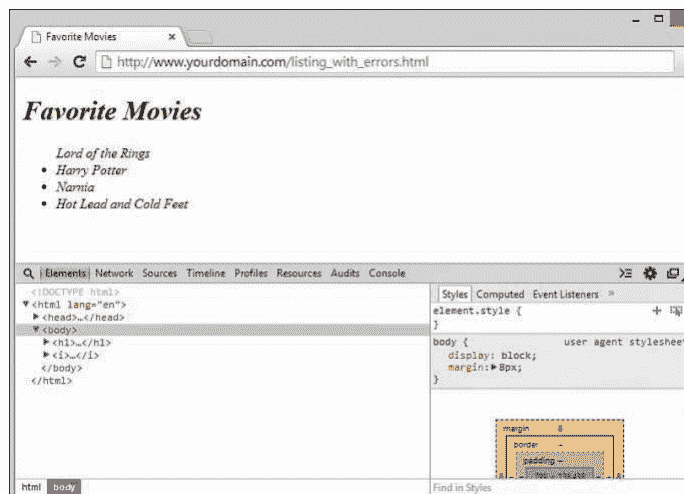 Favorite Movies
http://www.yourdomain.com/listing_with_errors.html
Favorite Movies
Lord of the Rings
• Harry Potter
• Narnia
• Hot Lead and Cold Feet
Elements Network Sources Timeline Profiles Resources Audits Console
<!DOCTYPE html>
▼<html lang="en">
▶<head>…</head>
▼<body>
▶<h1>…</h1>
▶<i>…</i>
</body>
</html>
html body
Styles Computed Event Listeners »
element.style {
}
body { user agent stylesheet
display: block;
margin:▶8px;
}
margin 8
border –
padding –
8 – – – – 8
Find in Styles